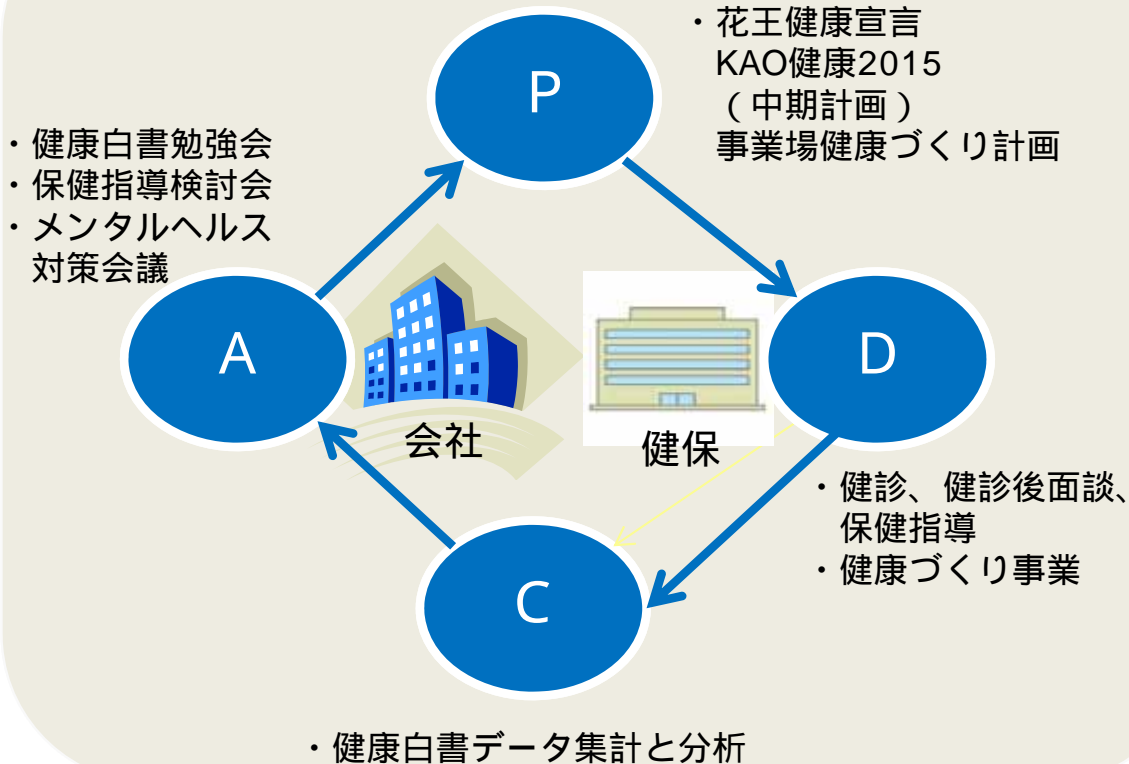 P
・花王健康宣言
KAO健康2015
（中期計画）
事業場健康づくり計画
・健康白書勉強会
・保健指導検討会
・メンタルヘルス
対策会議
A
会社
健保
D
・健診、健診後面談、
保健指導
・健康づくり事業
C
・健康白書データ集計と分析